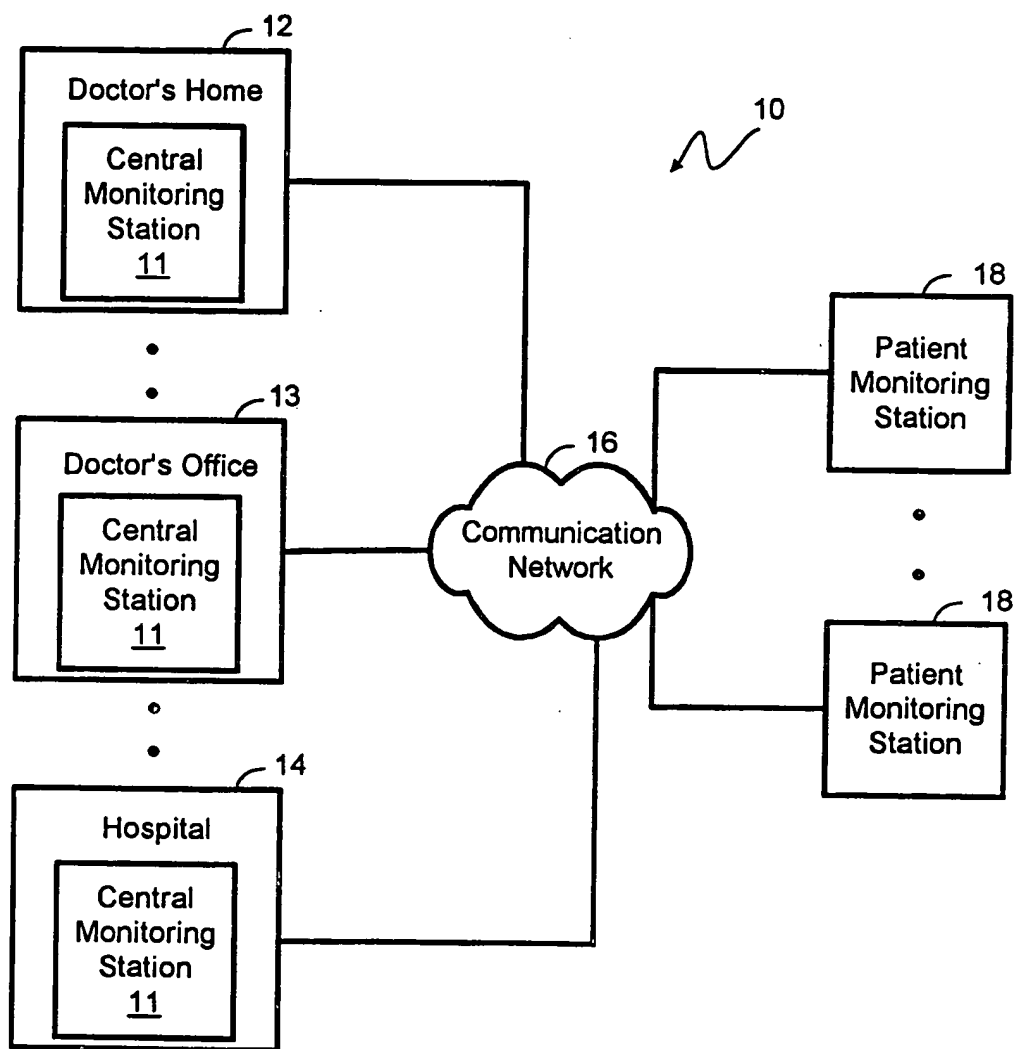 12
Doctor's Home
Central
Monitoring
Station
11
10
13
Doctor's Office
Central
Monitoring
Station
11
16
Communication
Network
18
Patient
Monitoring
Station
18
Patient
Monitoring
Station
14
Hospital
Central
Monitoring
Station
11